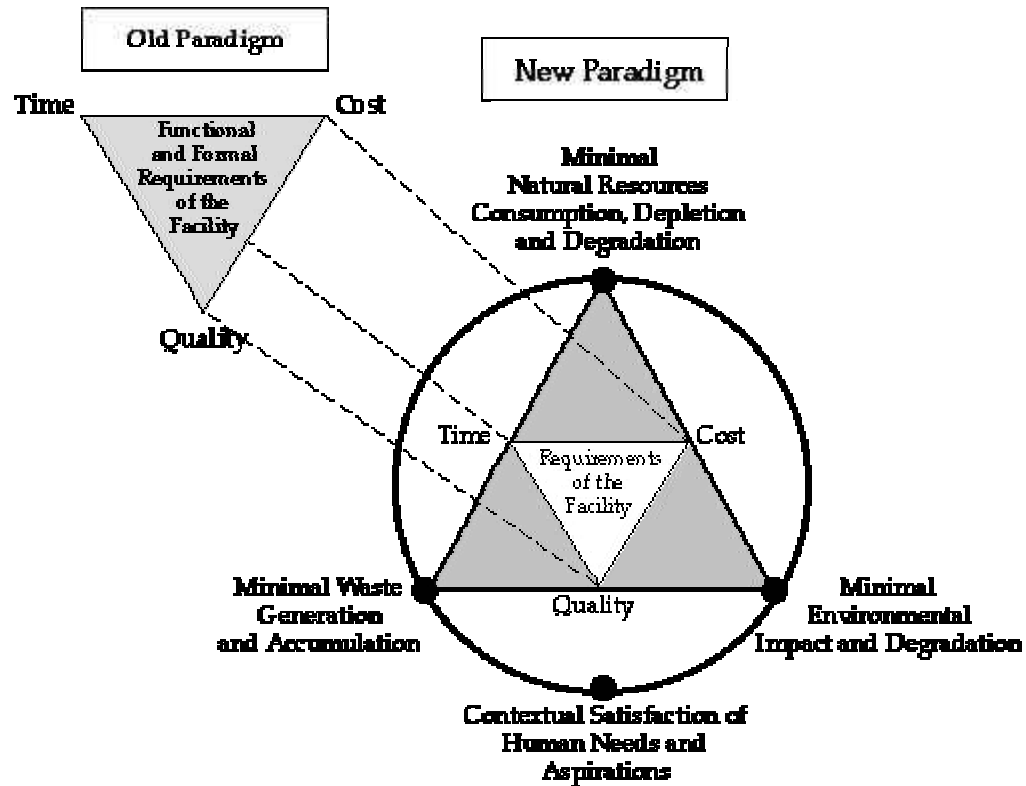 Old Paradigm
New Paradigm
Time
Cost
Functional
and Formal
Requirements
of the
Facility
Quality
Minimal
Natural Resources
Consumption, Depletion
and Degradation
Time
Cost
Requirements
of the
Facility
Quality
Minimal Waste
Generation
and Accumulation
Minimal
Environmental
Impact and Degradation
Contextual Satisfaction of
Human Needs and
Aspirations